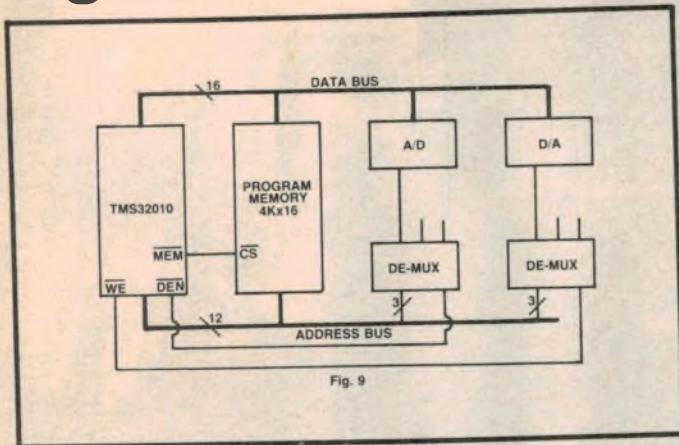 16
DATA BUS
TMS32010
PROGRAM
MEMORY
4Kx16
A/D
D/A
MEM
CS
WE
DEN
DE-MUX
DE-MUX
12
3
3
ADDRESS BUS
Fig. 9